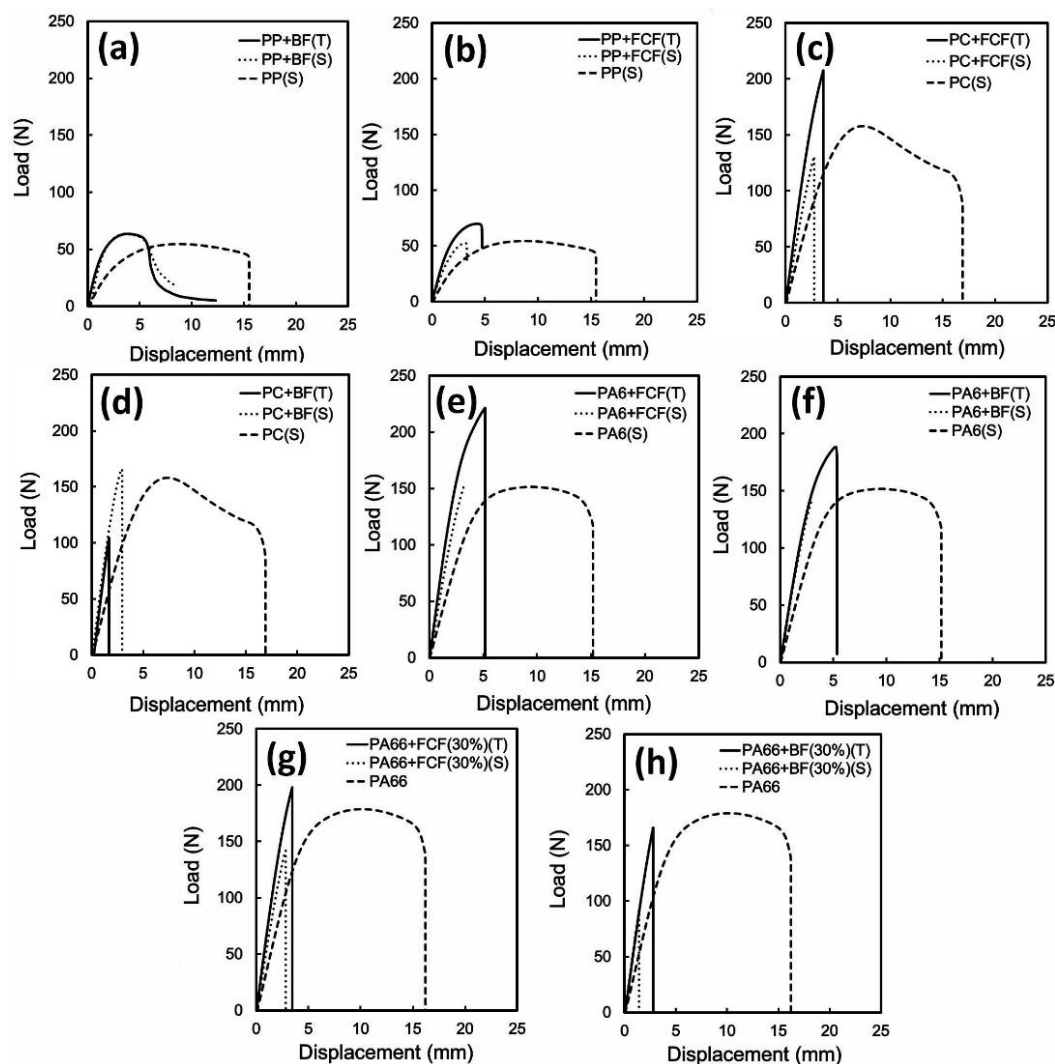 250
200
150
100
50
0
Load (N)
(a)
PP+BF(T)
PP+BF(S)
PP(S)
0 5 10 15 20 25
Displacement (mm)
250
200
150
100
50
0
Load (N)
(b)
PP+FCF(T)
PP+FCF(S)
PP(S)
0 5 10 15 20 25
Displacement (mm)
250
200
150
100
50
0
Load (N)
(c)
PC+FCF(T)
PC+FCF(S)
PC(S)
0 5 10 15 20 25
Displacement (mm)
250
200
150
100
50
0
Load (N)
(d)
PC+BF(T)
PC+BF(S)
PC(S)
0 5 10 15 20 25
Displacement (mm)
250
200
150
100
50
0
Load (N)
(e)
PA6+FCF(T)
PA6+FCF(S)
PA6(S)
0 5 10 15 20 25
Displacement (mm)
250
200
150
100
50
0
Load (N)
(f)
PA6+BF(T)
PA6+BF(S)
PA6(S)
0 5 10 15 20 25
Displacement (mm)
250
200
150
100
50
0
Load (N)
(g)
PA66+FCF(30%)(T)
PA66+FCF(30%)(S)
PA66
0 5 10 15 20 25
Displacement (mm)
250
200
150
100
50
0
Load (N)
(h)
PA66+BF(30%)(T)
PA66+BF(30%)(S)
PA66
0 5 10 15 20 25
Displacement (mm)